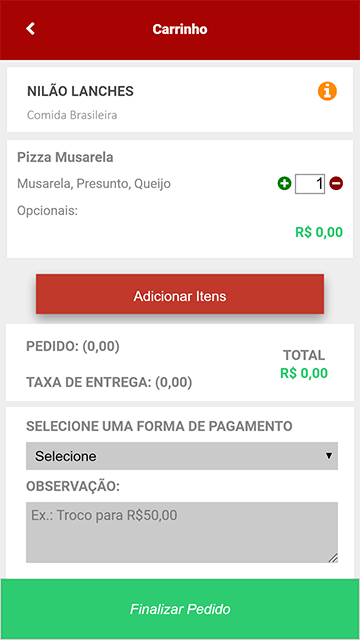 Carrinho
NILÃO LANCHES
Comida Brasileira
Pizza Musarela
Musarela, Presunto, Queijo
1
Opcionais:
R$ 0,00
Adicionar Itens
PEDIDO: (0,00)
TOTAL
R$ 0,00
TAXA DE ENTREGA: (0,00)
SELECIONE UMA FORMA DE PAGAMENTO
Selecione
OBSERVAÇÃO:
Ex.: Troco para R$50,00
Finalizar Pedido